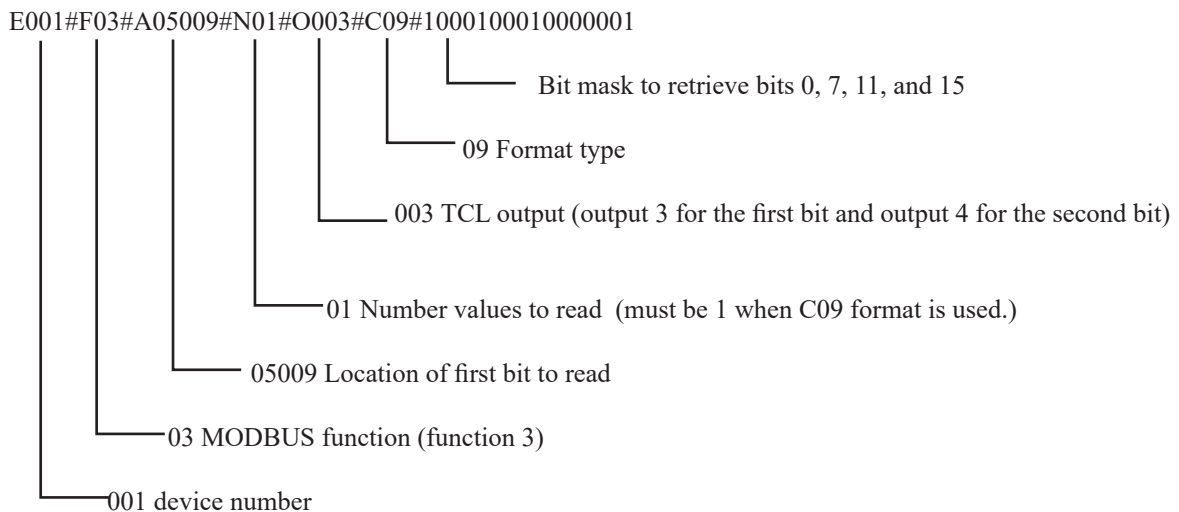 E001#F03#A05009#N01#O003#C09#1000100010000001
Bit mask to retrieve bits 0, 7, 11, and 15
09 Format type
003 TCL output (output 3 for the first bit and output 4 for the second bit)
01 Number values to read (must be 1 when C09 format is used.)
05009 Location of first bit to read
03 MODBUS function (function 3)
001 device number